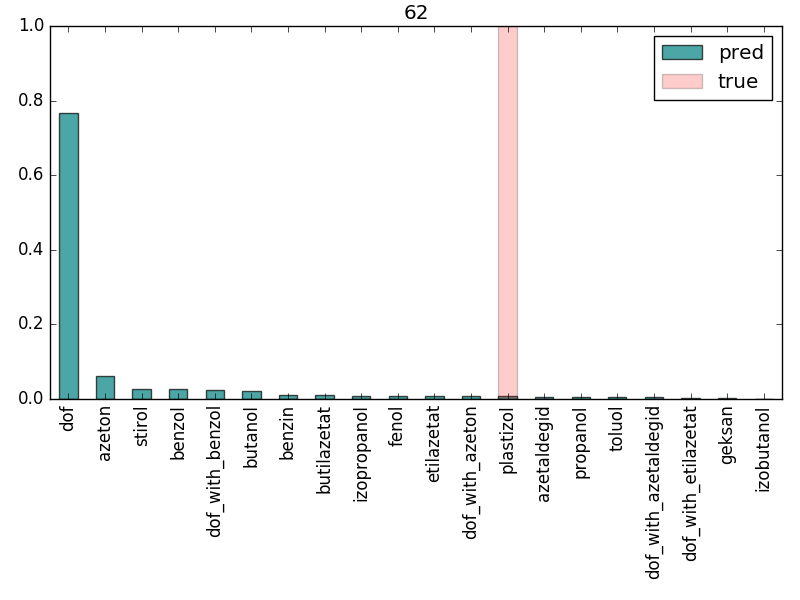 62
1.0
0.8
0.6
0.4
0.2
0.0
pred
true
dof
azeton
stirol
benzol
dof_with_benzol
butanol
benzin
butilazetat
izopropanol
fenol
etilazetat
dof_with_azeton
plastizol
azetaldegid
propanol
toluol
dof_with_azetaldegid
dof_with_etilazetat
geksan
izobutanol